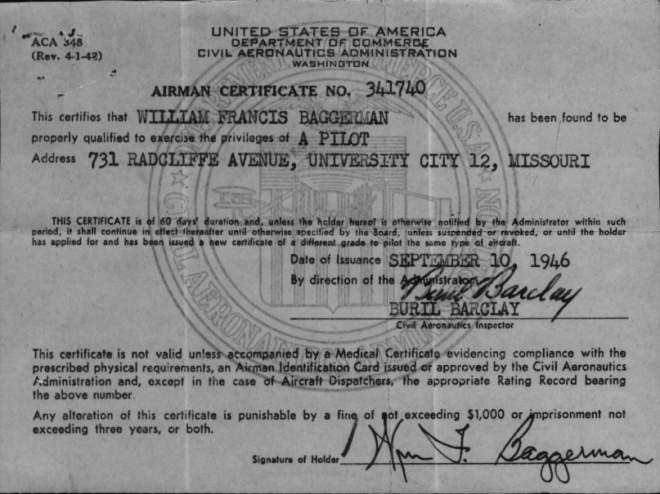 ACA 348
(Rev. 4-1-42)
UNITED STATES OF AMERICA
DEPARTMENT OF COMMERCE
CIVIL AERONAUTICS ADMINISTRATION
WASHINGTON
AIRMAN CERTIFICATE NO. 341740
This certifies that WILLIAM FRANCIS BAGGERMAN has been found to be
properly qualified to exercise the privileges of A PILOT
Address 731 RADCLIFFE AVENUE, UNIVERSITY CITY 12, MISSOURI
THIS CERTIFICATE is of 60 days' duration and, unless the holder hereof is otherwise notified by the Administrator within such
period, it shall continue in effect thereafter until otherwise specified by the Board, unless suspended or revoked, or until the holder
has applied for and has been issued a new certificate of a different grade to pilot the same type of aircraft.
Date of Issuance SEPTEMBER 10, 1946
By direction of the Administrator
Buril Barclay
BURIL BARCLAY
Civil Aeronautics Inspector
This certificate is not valid unless accompanied by a Medical Certificate evidencing compliance with the
prescribed physical requirements, an Airman Identification Card issued or approved by the Civil Aeronautics
Administration and, except in the case of Aircraft Dispatchers, the appropriate Rating Record bearing
the above number.
Any alteration of this certificate is punishable by a fine of not exceeding $1,000 or imprisonment not
exceeding three years, or both.
Signature of Holder Wm F. Baggerman